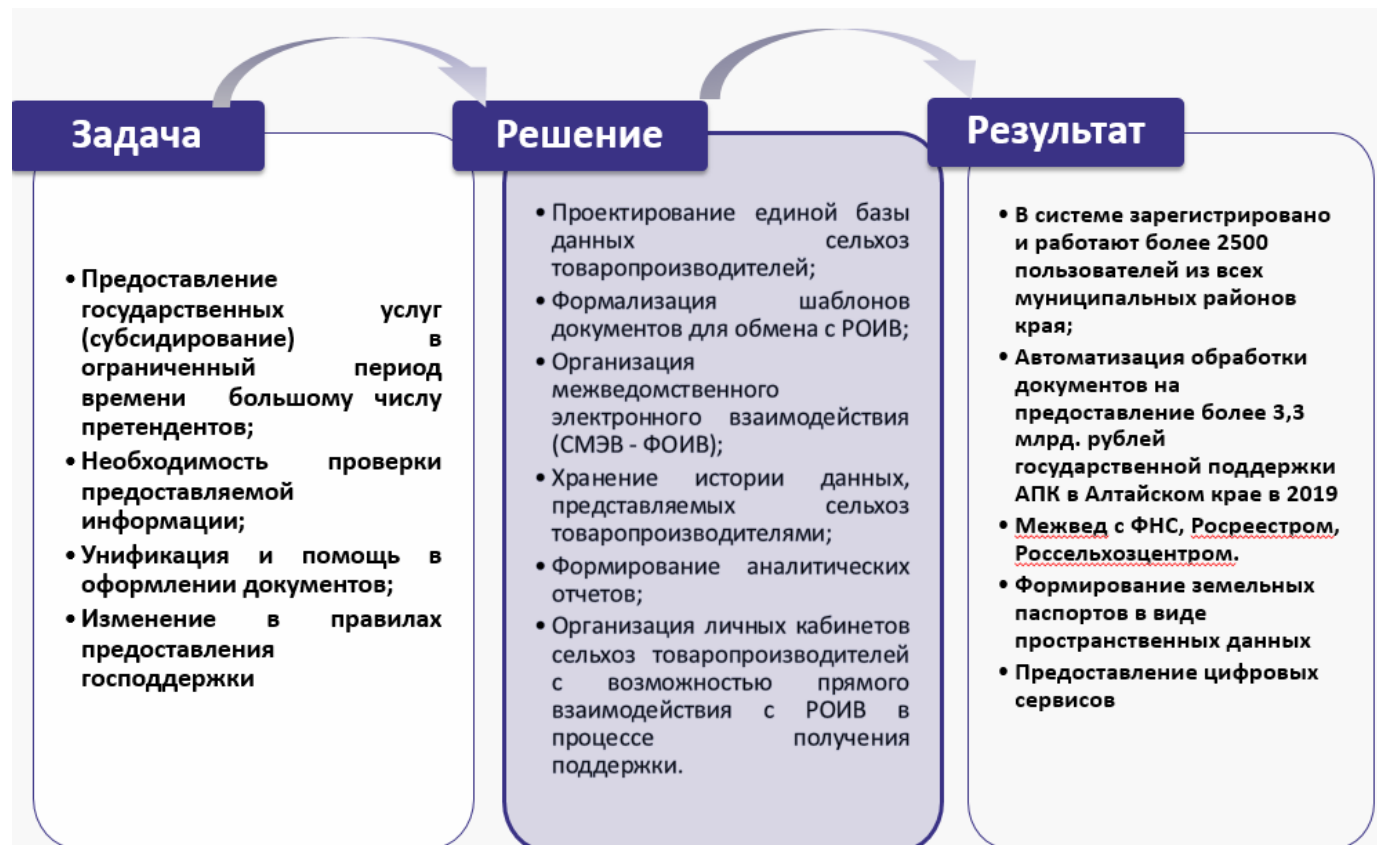 Задача
• Предоставление
государственных услуг
(субсидирование) в
ограниченный период
времени большому числу
претендентов;
• Необходимость проверки
предоставляемой
информации;
• Унификация и помощь в
оформлении документов;
• Изменение в правилах
предоставления
господдержки
Решение
• Проектирование единой базы
данных сельхоз
товаропроизводителей;
• Формализация шаблонов
документов для обмена с РОИВ;
• Организация
межведомственного
электронного взаимодействия
(СМЭВ - ФОИВ);
• Хранение истории данных,
представляемых сельхоз
товаропроизводителями;
• Формирование аналитических
отчетов;
• Организация личных кабинетов
сельхоз товаропроизводителей
с возможностью прямого
взаимодействия с РОИВ в
процессе получения
поддержки.
Результат
• В системе зарегистрировано
и работают более 2500
пользователей из всех
муниципальных районов
края;
• Автоматизация обработки
документов на
предоставление более 3,3
млрд. рублей
государственной поддержки
АПК в Алтайском крае в 2019
• Межвед с ФНС, Росреестром,
Россельхозцентром.
• Формирование земельных
паспортов в виде
пространственных данных
• Предоставление цифровых
сервисов